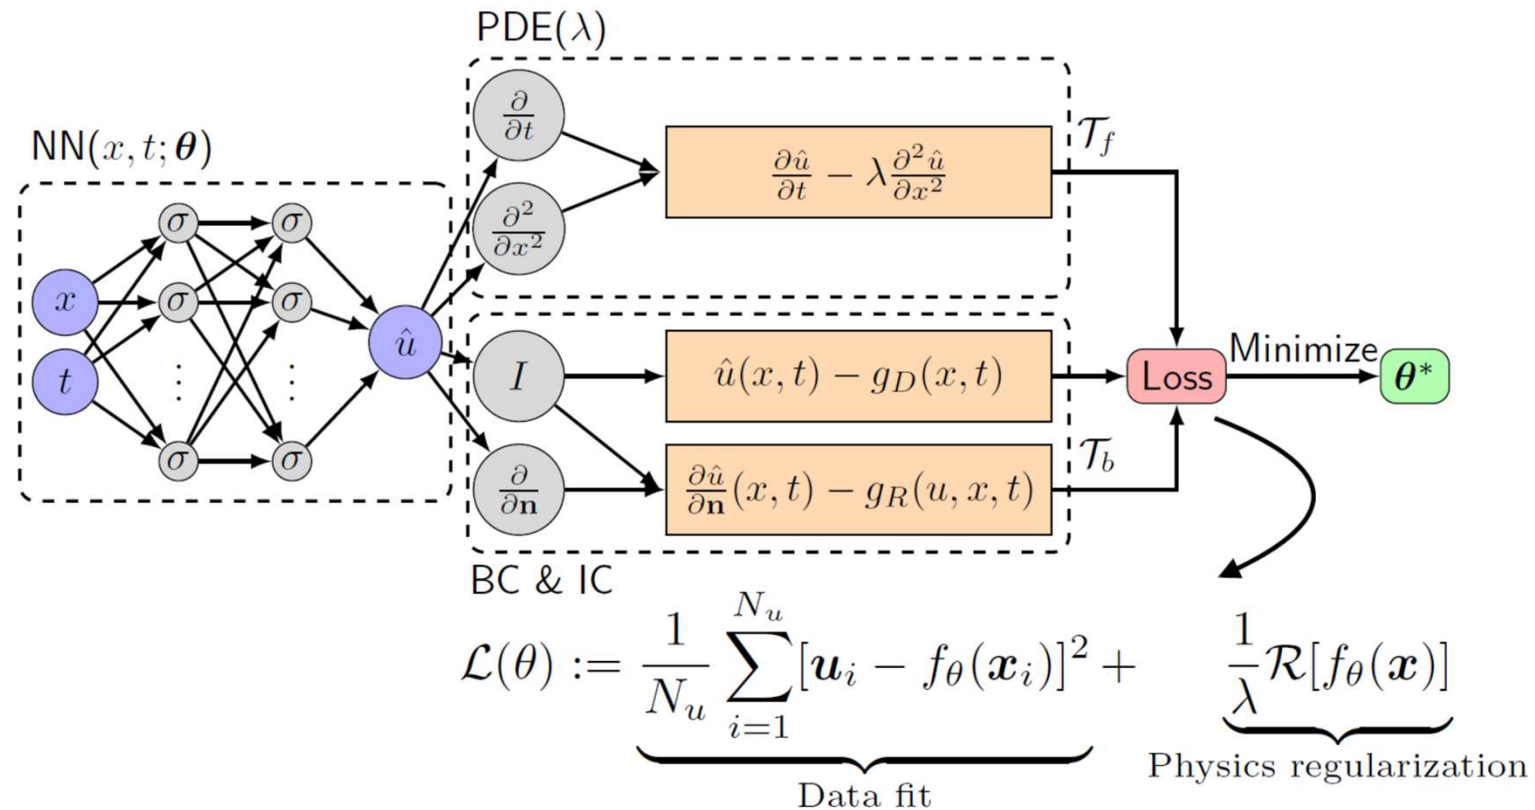 PDE(λ)
NN(x, t; θ)
x
t
σ
σ
⋮
σ
σ
σ
⋮
σ
û
∂/∂t
∂²/∂x²
∂û/∂t − λ ∂²û/∂x²
𝒯_f
I
∂/∂n
û(x, t) − g_D(x, t)
∂û/∂n (x, t) − g_R(u, x, t)
𝒯_b
BC & IC
Loss
Minimize
θ*
ℒ(θ) := 1/N_u ∑_{i=1}^{N_u} [u_i − f_θ(x_i)]² + 1/λ ℛ[f_θ(x)]
Data fit
Physics regularization